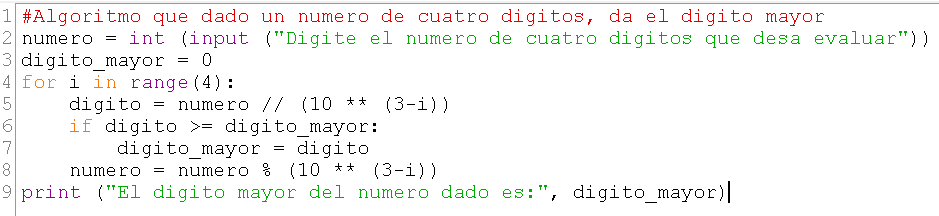 1 #Algoritmo que dado un numero de cuatro digitos, da el digito mayor
2 numero = int (input ("Digite el numero de cuatro digitos que desa evaluar"))
3 digito_mayor = 0
4 for i in range(4):
5     digito = numero // (10 ** (3-i))
6     if digito >= digito_mayor:
7         digito_mayor = digito
8     numero = numero % (10 ** (3-i))
9 print ("El digito mayor del numero dado es:", digito_mayor)